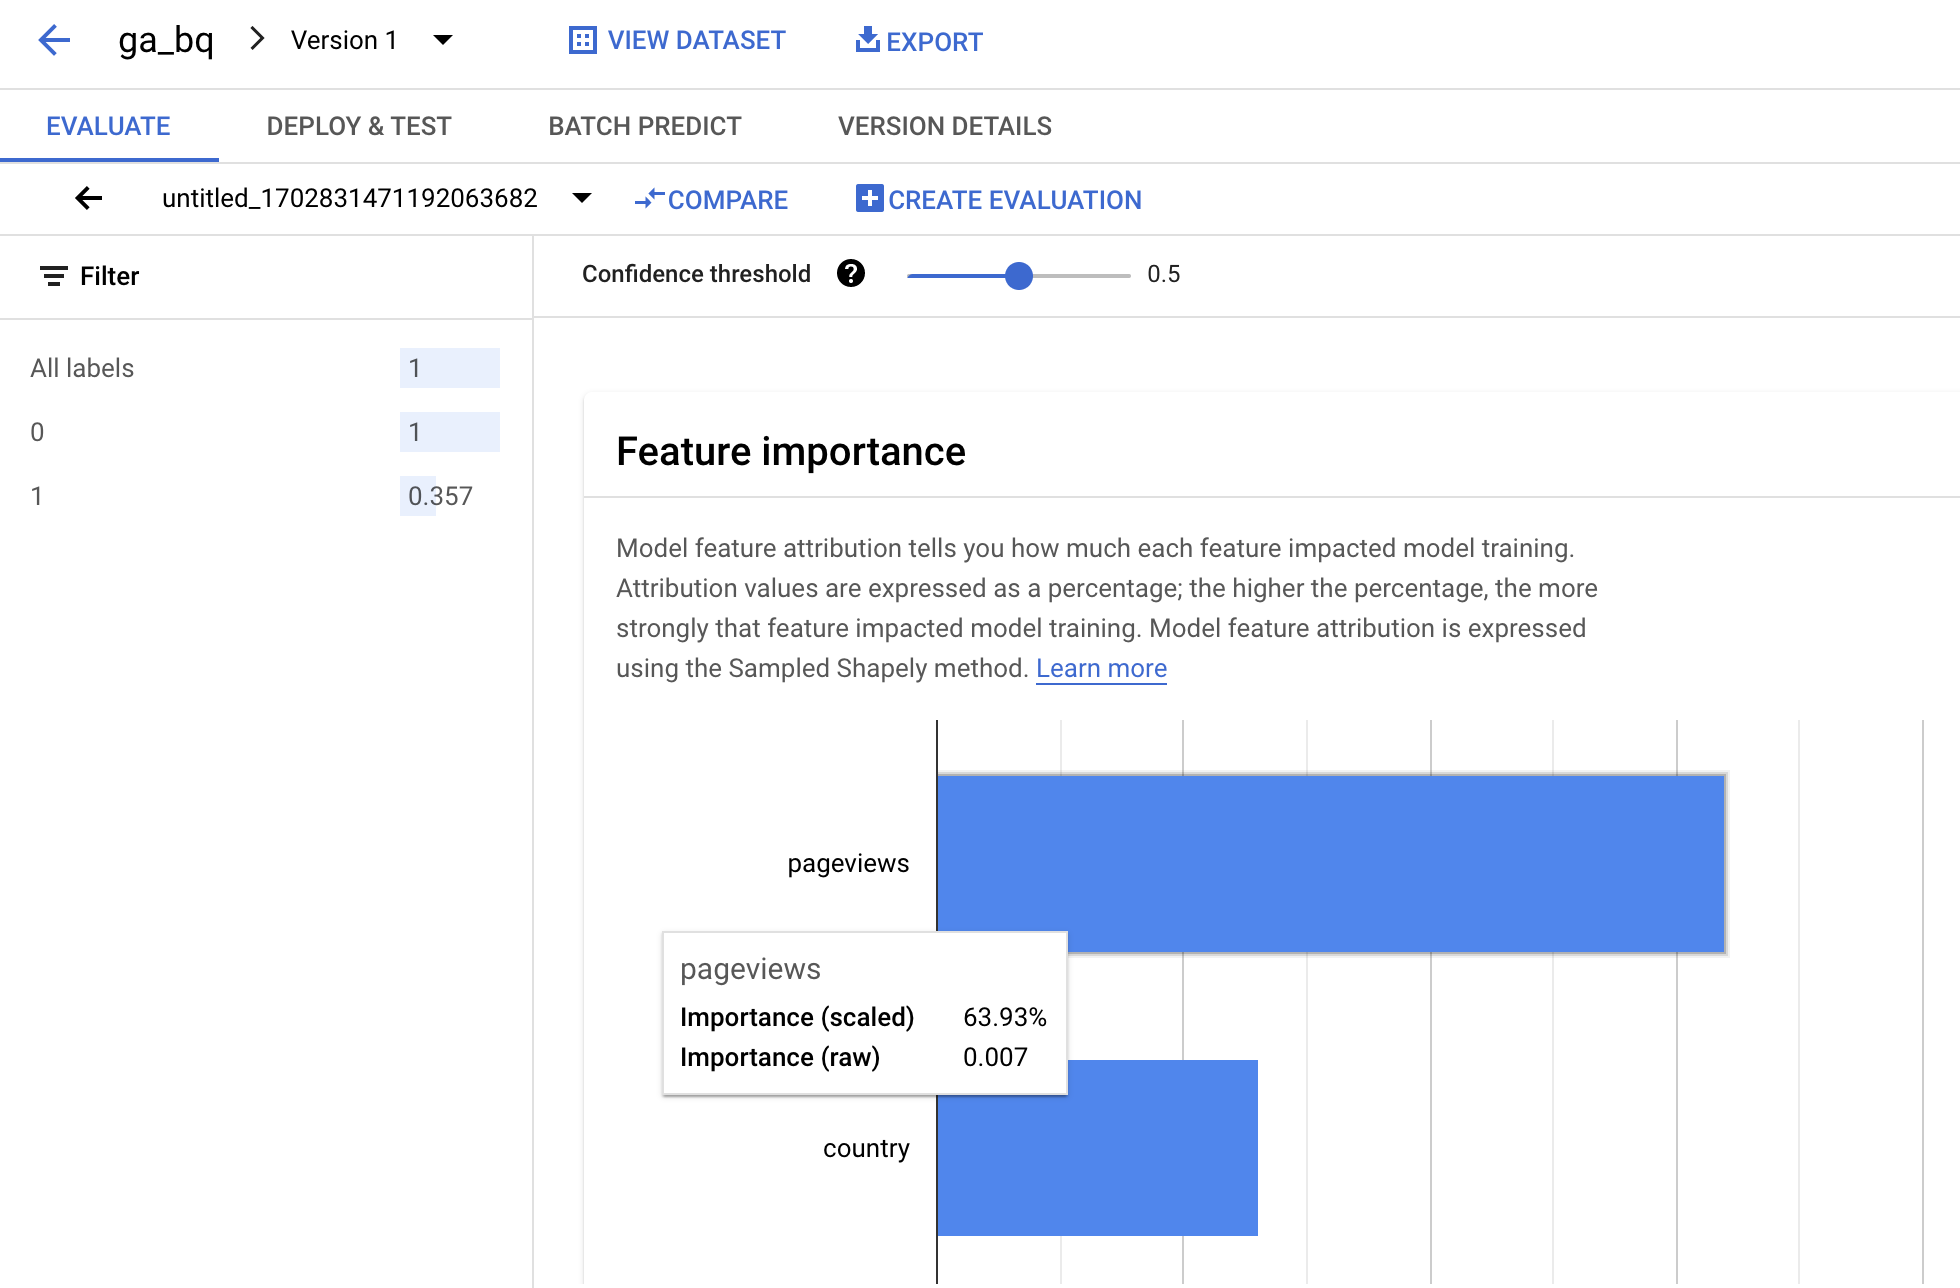 ga_bq Version 1 VIEW DATASET EXPORT
EVALUATE DEPLOY & TEST BATCH PREDICT VERSION DETAILS
untitled_1702831471192063682 COMPARE CREATE EVALUATION
Filter
Confidence threshold 0.5
All labels 1
0 1
1 0.357
Feature importance
Model feature attribution tells you how much each feature impacted model training.
Attribution values are expressed as a percentage; the higher the percentage, the more
strongly that feature impacted model training. Model feature attribution is expressed
using the Sampled Shapely method. Learn more
pageviews
pageviews
Importance (scaled) 63.93%
Importance (raw) 0.007
country